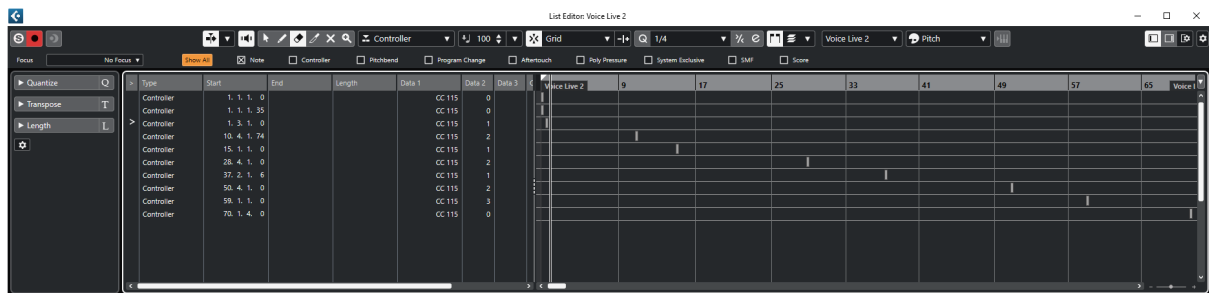 List Editor: Voice Live 2
S Controller 100 Grid Q 1/4 Voice Live 2 Pitch
Focus No Focus Show All Note Controller Pitchbend Program Change Aftertouch Poly Pressure System Exclusive SMF Score
Quantize Q
Transpose T
Length L
> Type Start End Length Data 1 Data 2 Data 3
Voice Live 2 9 17 25 33 41 49 57 65 Voice
Controller 1. 1. 1. 0 CC 115 0
Controller 1. 1. 1. 35 CC 115 0
> Controller 1. 3. 1. 0 CC 115 1
Controller 10. 4. 1. 74 CC 115 2
Controller 15. 1. 1. 0 CC 115 1
Controller 28. 4. 1. 0 CC 115 2
Controller 37. 2. 1. 6 CC 115 1
Controller 50. 4. 1. 0 CC 115 2
Controller 59. 1. 1. 0 CC 115 3
Controller 70. 1. 4. 0 CC 115 0